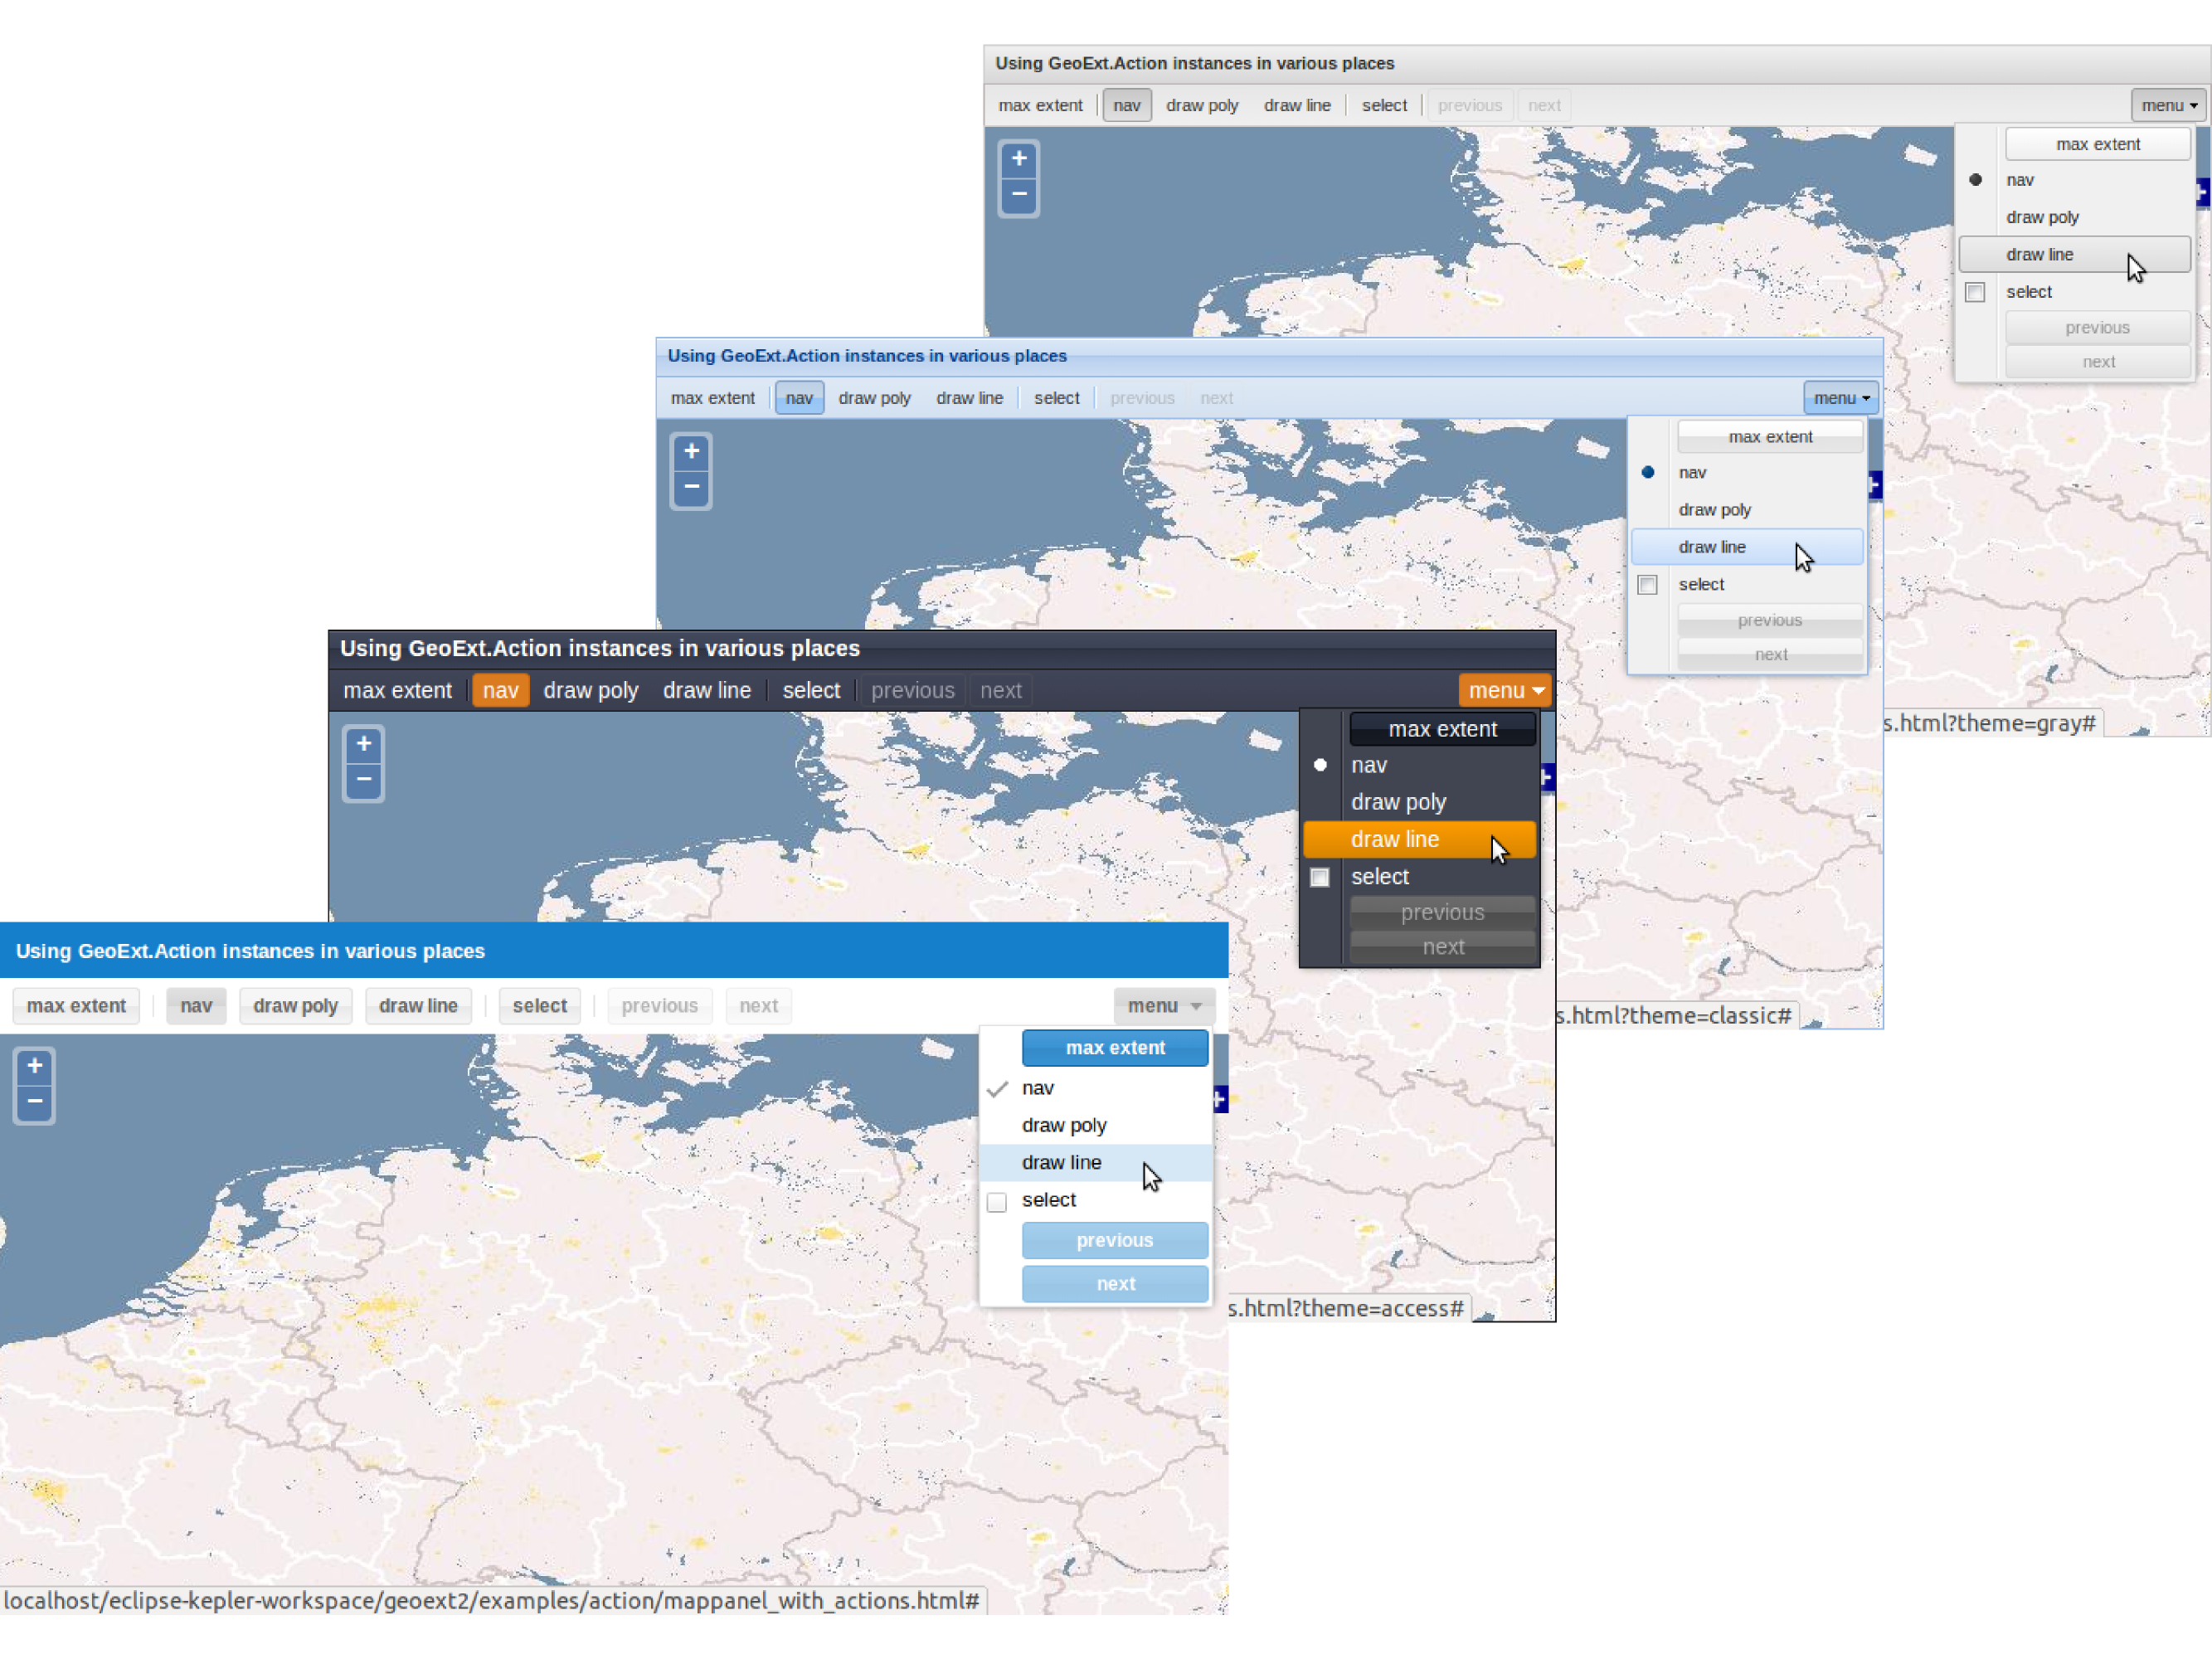 Using GeoExt.Action instances in various places
max extent nav draw poly draw line select previous next menu
max extent
nav
draw poly
draw line
select
previous
next
s.html?theme=gray#
Using GeoExt.Action instances in various places
max extent nav draw poly draw line select previous next menu
max extent
nav
draw poly
draw line
select
previous
next
s.html?theme=classic#
Using GeoExt.Action instances in various places
max extent nav draw poly draw line select previous next menu
max extent
nav
draw poly
draw line
select
previous
next
s.html?theme=access#
Using GeoExt.Action instances in various places
max extent nav draw poly draw line select previous next menu
max extent
nav
draw poly
draw line
select
previous
next
localhost/eclipse-kepler-workspace/geoext2/examples/action/mappanel_with_actions.html#